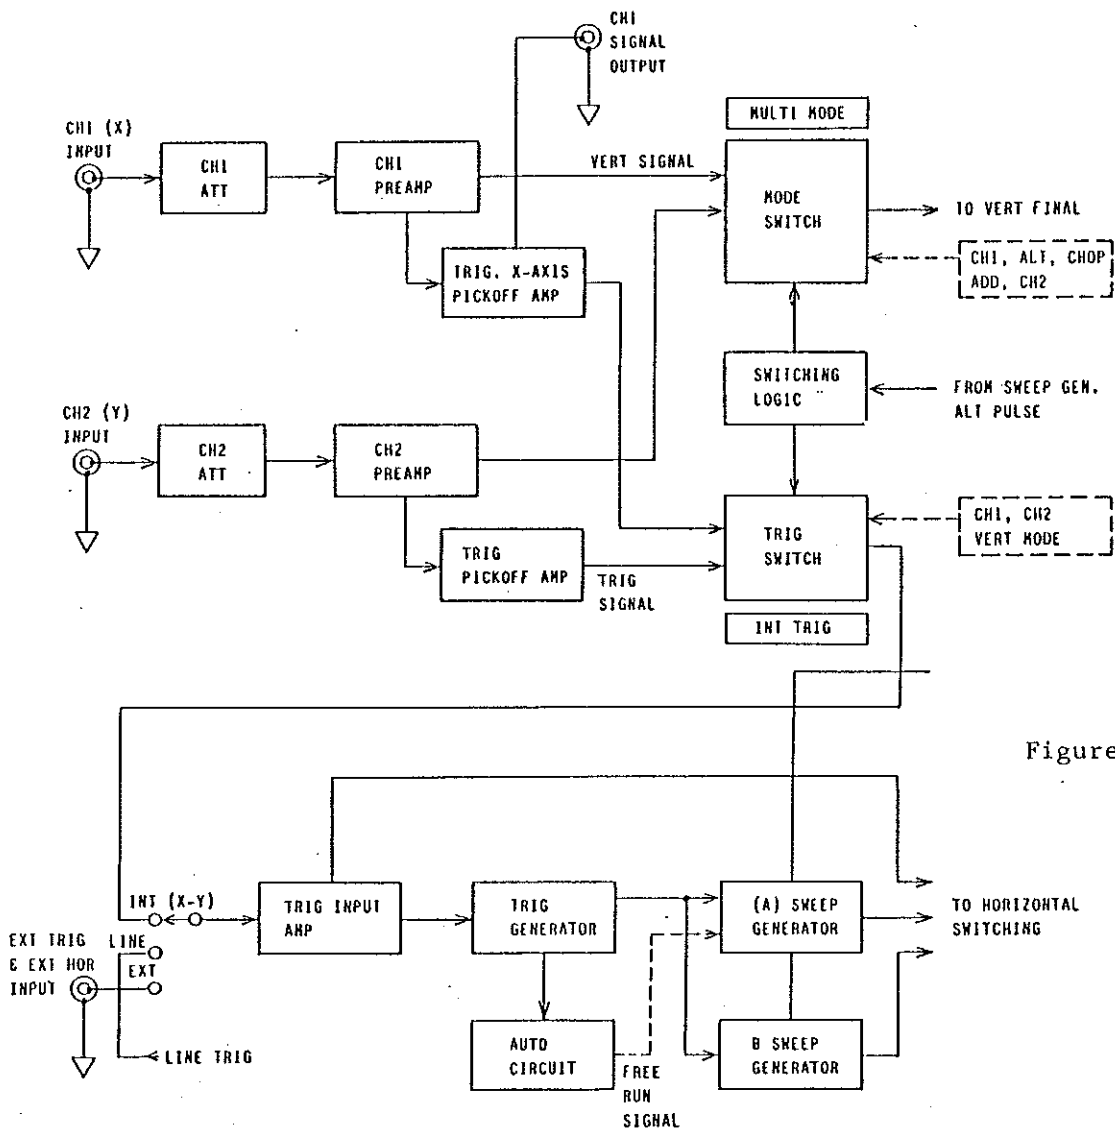 CH1
SIGNAL
OUTPUT
MULTI MODE
CH1 (X)
INPUT
CH1
ATT
CH1
PREAMP
VERT SIGNAL
MODE
SWITCH
TO VERT FINAL
TRIG. X-AXIS
PICKOFF AMP
CH1, ALT, CHOP
ADD, CH2
SWITCHING
LOGIC
FROM SWEEP GEN.
ALT PULSE
CH2 (Y)
INPUT
CH2
ATT
CH2
PREAMP
TRIG
SWITCH
CH1, CH2
VERT MODE
TRIG
PICKOFF AMP
TRIG
SIGNAL
INT TRIG
Figure
INT (X-Y)
TRIG INPUT
AMP
TRIG
GENERATOR
(A) SWEEP
GENERATOR
TO HORIZONTAL
SWITCHING
EXT TRIG
& EXT HOR
INPUT
LINE
EXT
LINE TRIG
AUTO
CIRCUIT
FREE
RUN
SIGNAL
B SWEEP
GENERATOR